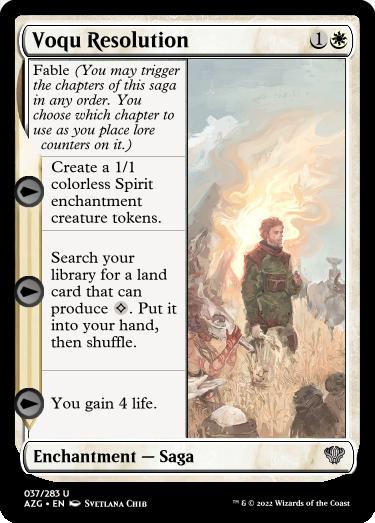 Voqu Resolution 1
Fable (You may trigger
the chapters of this saga
in any order. You
choose which chapter to
use as you place lore
counters on it.)
Create a 1/1
colorless Spirit
enchantment
creature tokens.
Search your
library for a land
card that can
produce . Put it
into your hand,
then shuffle.
You gain 4 life.
Enchantment — Saga
037/283 U
AZG • EN Svetlana Chib
™ & © 2022 Wizards of the Coast